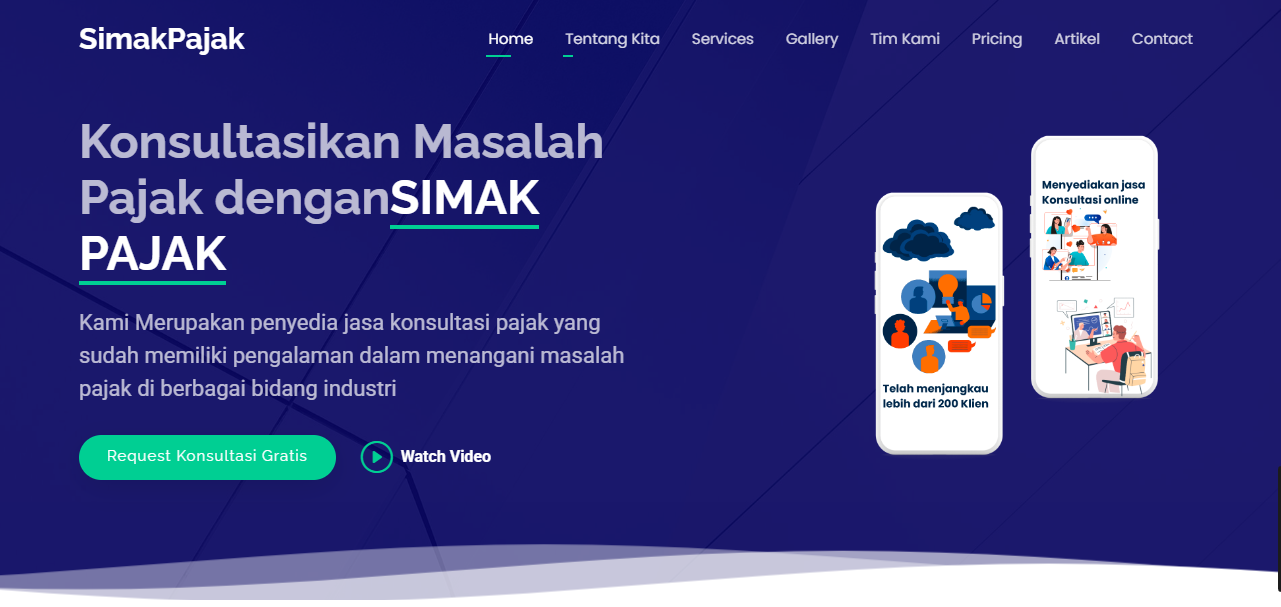 SimakPajak
Home Tentang Kita Services Gallery Tim Kami Pricing Artikel Contact
Konsultasikan Masalah
Pajak denganSIMAK
PAJAK
Kami Merupakan penyedia jasa konsultasi pajak yang
sudah memiliki pengalaman dalam menangani masalah
pajak di berbagai bidang industri
Request Konsultasi Gratis
Watch Video
Telah menjangkau
lebih dari 200 Klien
Menyediakan jasa
Konsultasi online